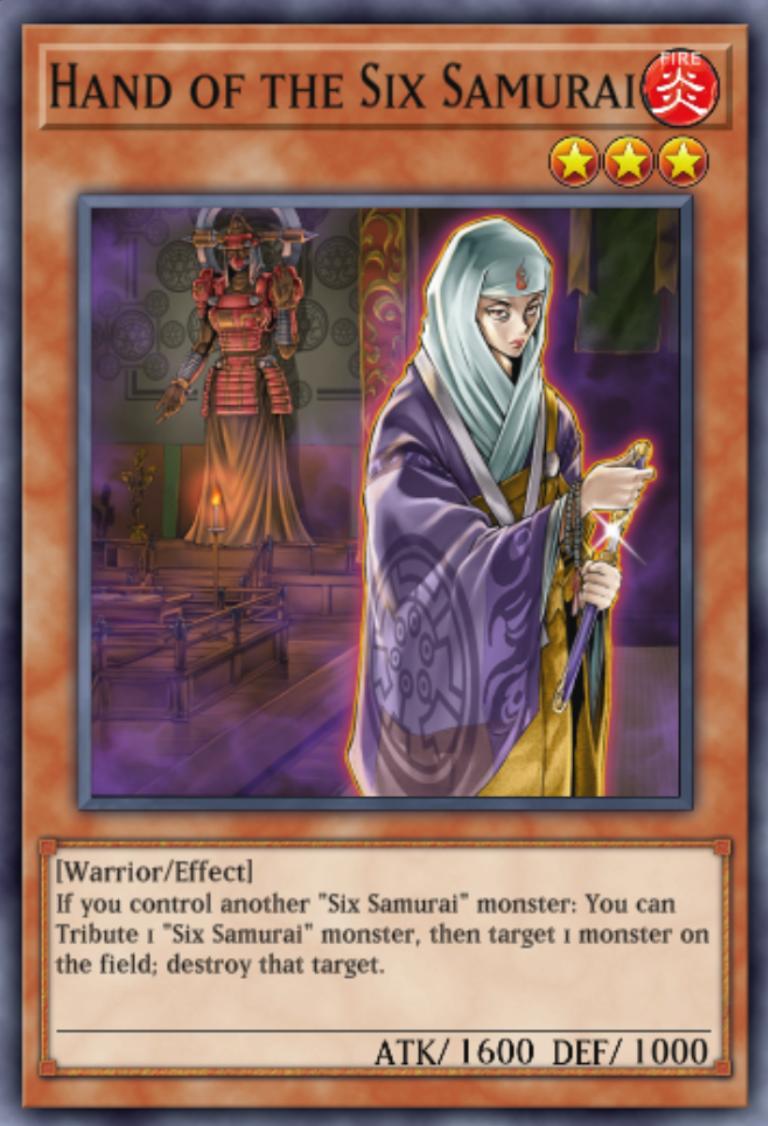 HAND OF THE SIX SAMURAI
FIRE
炎
[Warrior/Effect]
If you control another "Six Samurai" monster: You can
Tribute 1 "Six Samurai" monster, then target 1 monster on
the field; destroy that target.
ATK/ 1600 DEF/ 1000